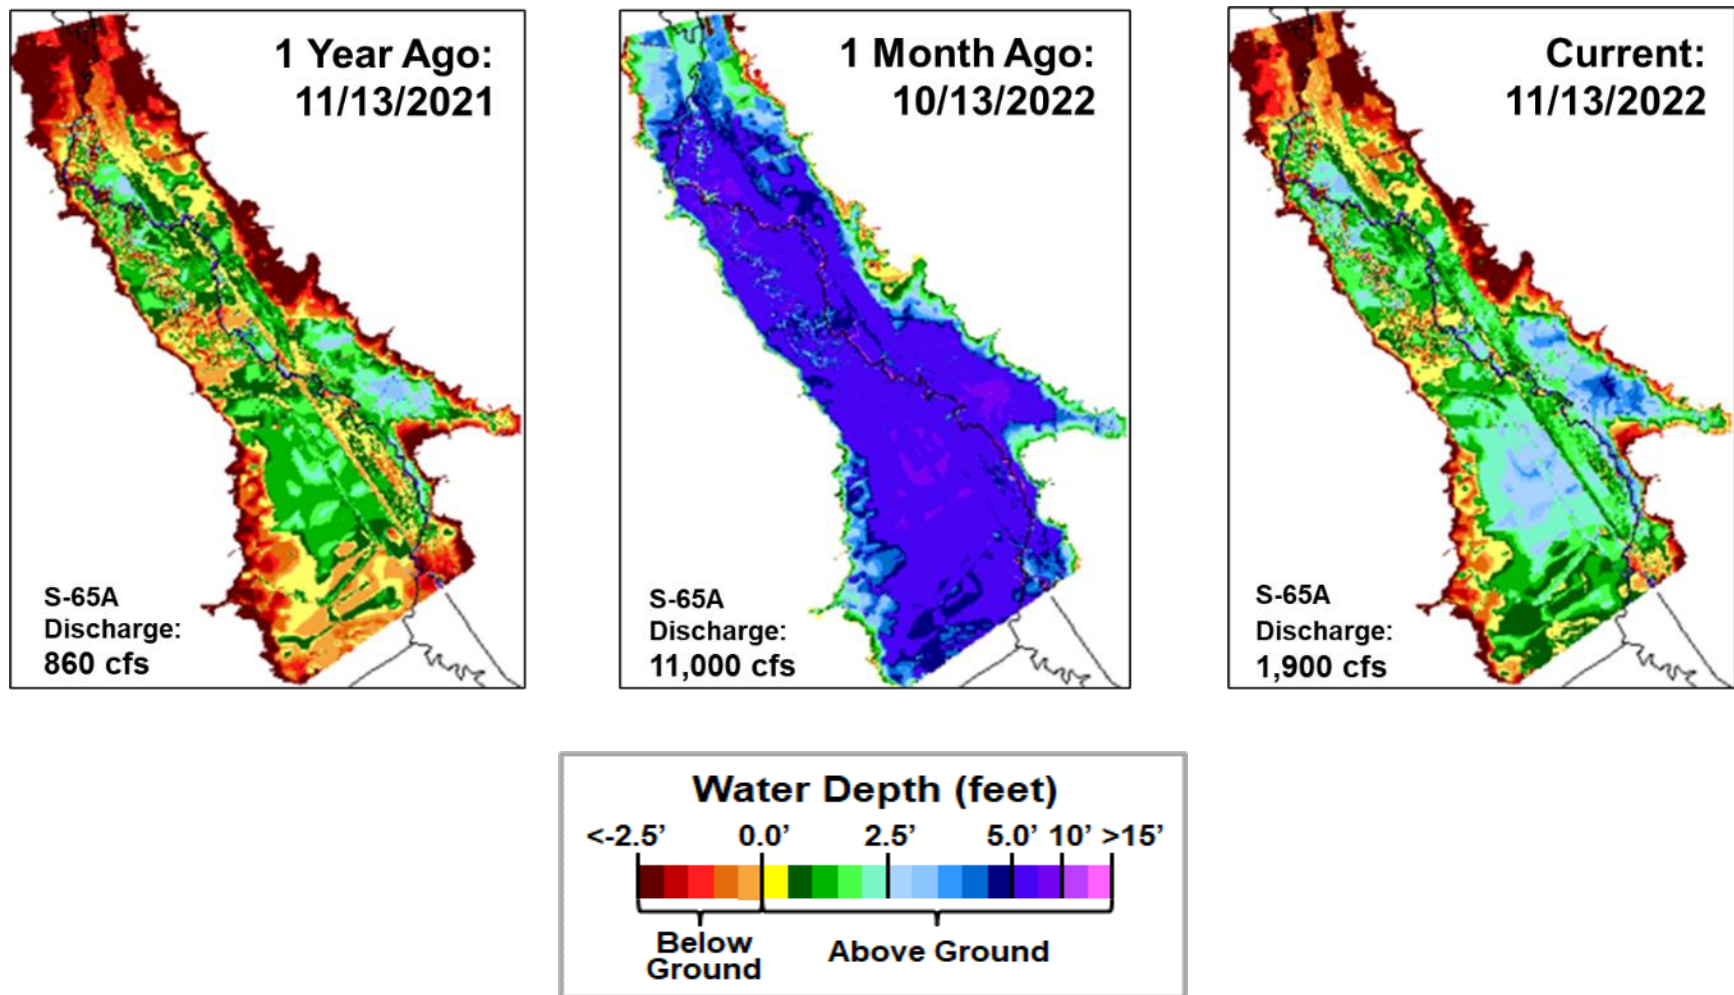 1 Year Ago:
11/13/2021
S-65A
Discharge:
860 cfs
1 Month Ago:
10/13/2022
S-65A
Discharge:
11,000 cfs
Current:
11/13/2022
S-65A
Discharge:
1,900 cfs
Water Depth (feet)
<-2.5’ 0.0’ 2.5’ 5.0’ 10’ >15’
Below
Ground
Above Ground